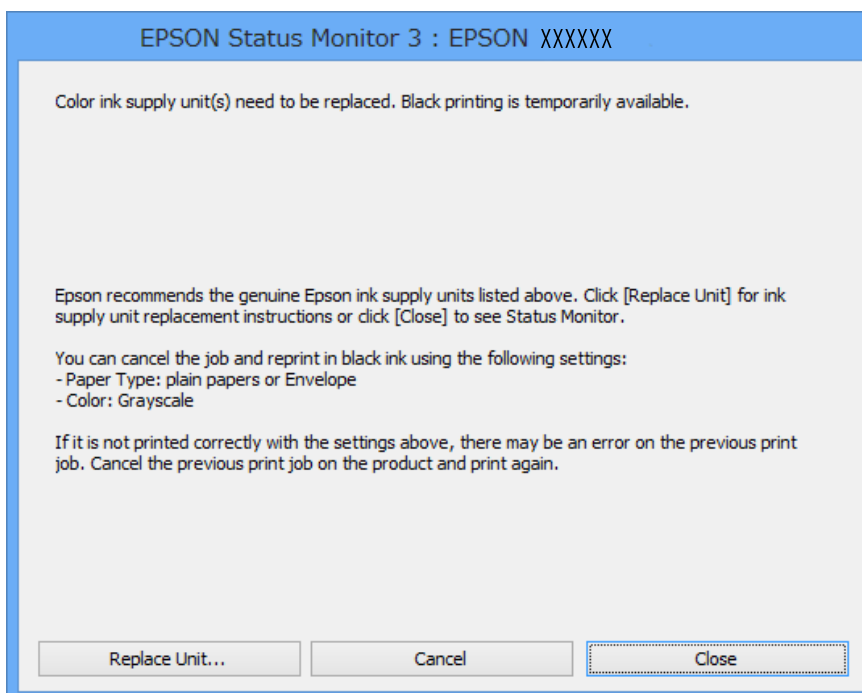 EPSON Status Monitor 3 : EPSON XXXXXX
Color ink supply unit(s) need to be replaced. Black printing is temporarily available.
Epson recommends the genuine Epson ink supply units listed above. Click [Replace Unit] for ink
supply unit replacement instructions or click [Close] to see Status Monitor.
You can cancel the job and reprint in black ink using the following settings:
- Paper Type: plain papers or Envelope
- Color: Grayscale
If it is not printed correctly with the settings above, there may be an error on the previous print
job. Cancel the previous print job on the product and print again.
Replace Unit... Cancel Close